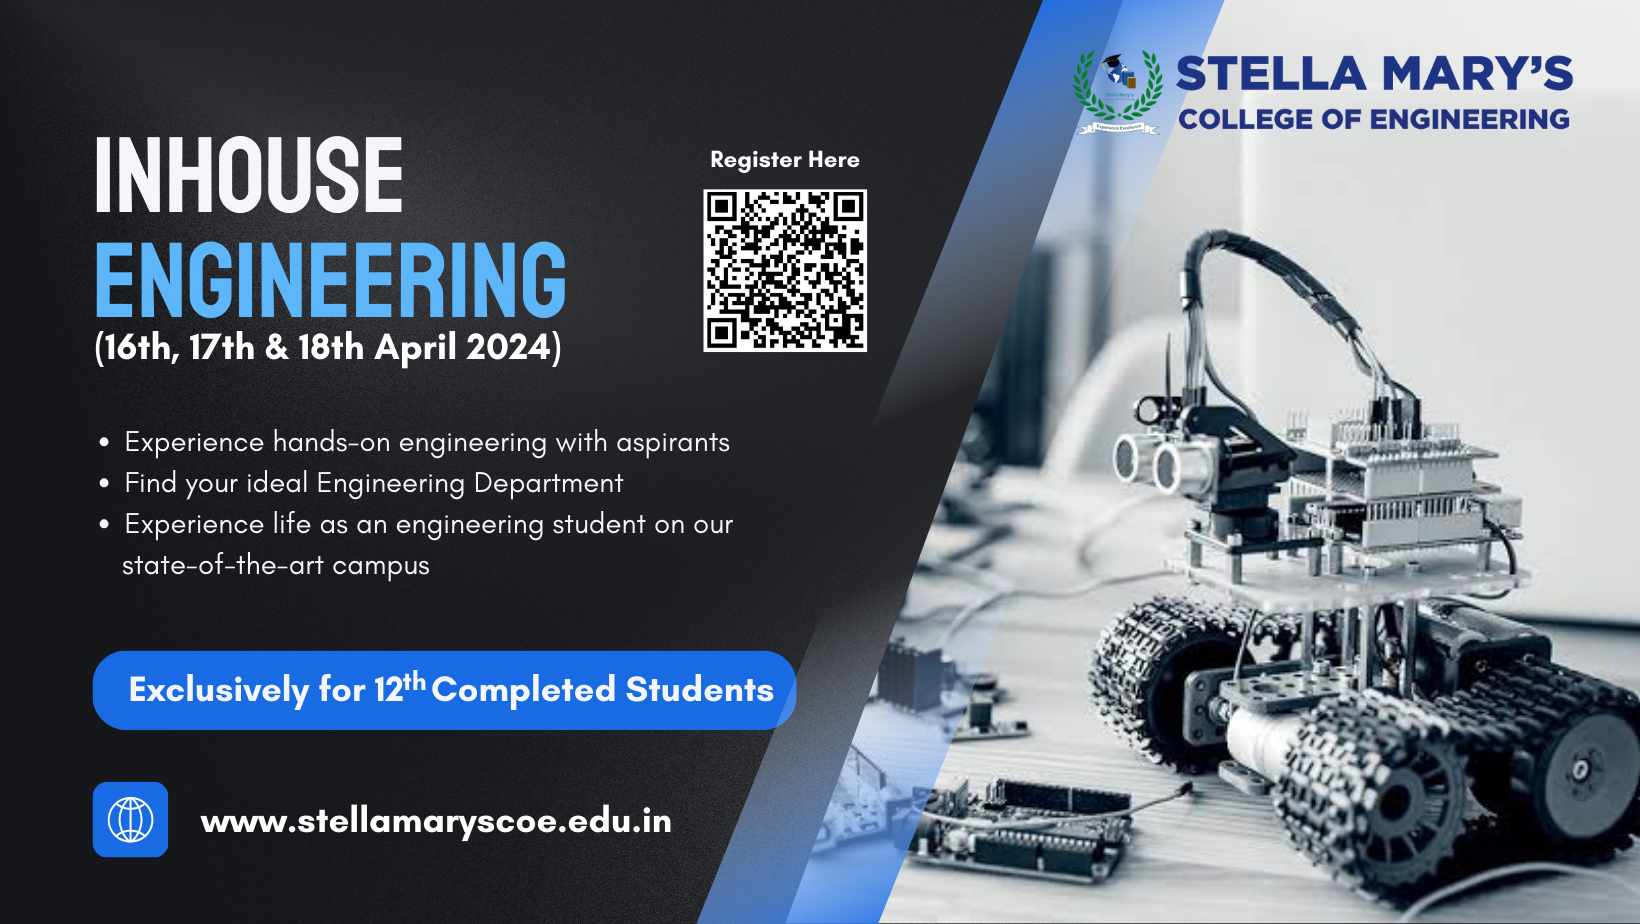 STELLA MARY'S
COLLEGE OF ENGINEERING
Experience Excellence
INHOUSE
ENGINEERING
(16th, 17th & 18th April 2024)
Register Here
• Experience hands-on engineering with aspirants
• Find your ideal Engineering Department
• Experience life as an engineering student on our
state-of-the-art campus
Exclusively for 12th Completed Students
www.stellamaryscoe.edu.in